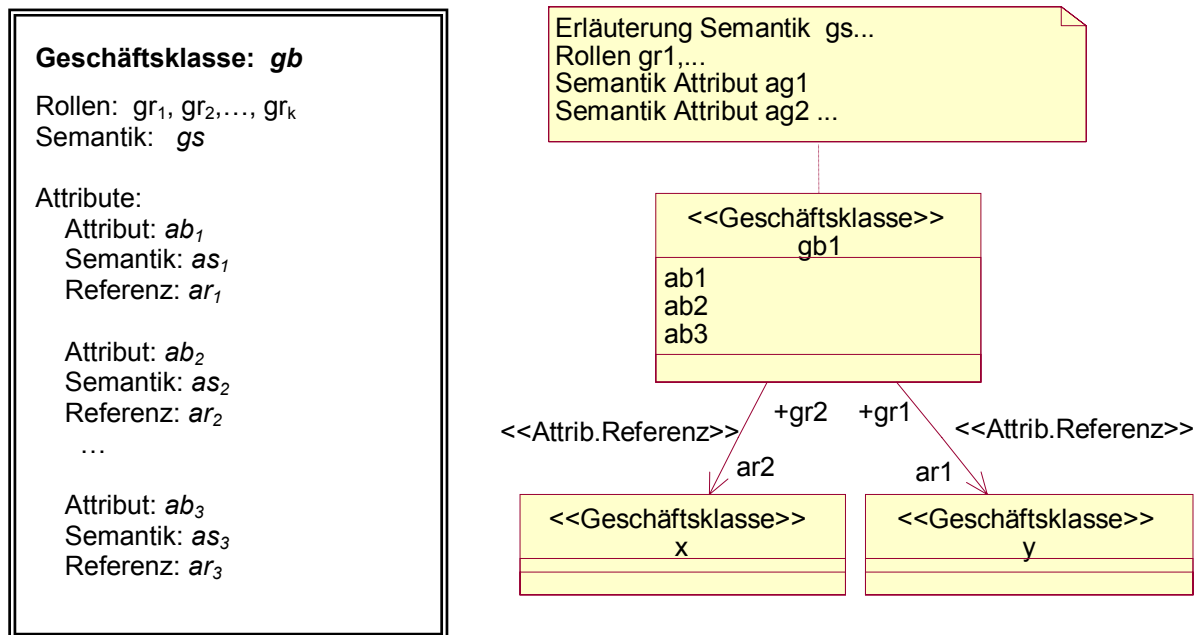 Geschäftsklasse: gb
Rollen: gr1, gr2,…, grk
Semantik: gs
Attribute:
Attribut: ab1
Semantik: as1
Referenz: ar1
Attribut: ab2
Semantik: as2
Referenz: ar2
…
Attribut: ab3
Semantik: as3
Referenz: ar3
Erläuterung Semantik gs...
Rollen gr1,...
Semantik Attribut ag1
Semantik Attribut ag2 ...
<<Geschäftsklasse>>
gb1
ab1
ab2
ab3
+gr2
+gr1
<<Attrib.Referenz>>
<<Attrib.Referenz>>
ar2
ar1
<<Geschäftsklasse>>
x
<<Geschäftsklasse>>
y